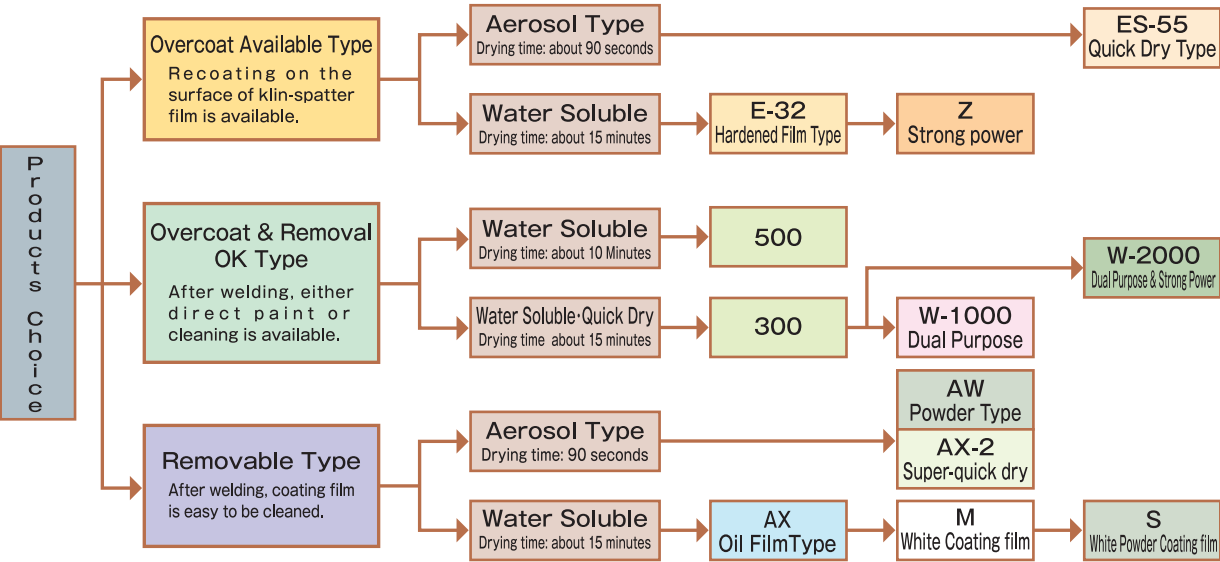 Products Choice
Overcoat Available Type
Recoating on the
surface of klin-spatter
film is available.
Aerosol Type
Drying time: about 90 seconds
ES-55
Quick Dry Type
Water Soluble
Drying time: about 15 minutes
E-32
Hardened Film Type
Z
Strong power
Overcoat & Removal
OK Type
After welding, either
direct paint or
cleaning is available.
Water Soluble
Drying time: about 10 Minutes
500
Water Soluble·Quick Dry
Drying time about 15 minutes
300
W-1000
Dual Purpose
W-2000
Dual Purpose & Strong Power
Removable Type
After welding, coating film
is easy to be cleaned.
Aerosol Type
Drying time: 90 seconds
AW
Powder Type
AX-2
Super-quick dry
Water Soluble
Drying time: about 15 minutes
AX
Oil FilmType
M
White Coating film
S
White Powder Coating film